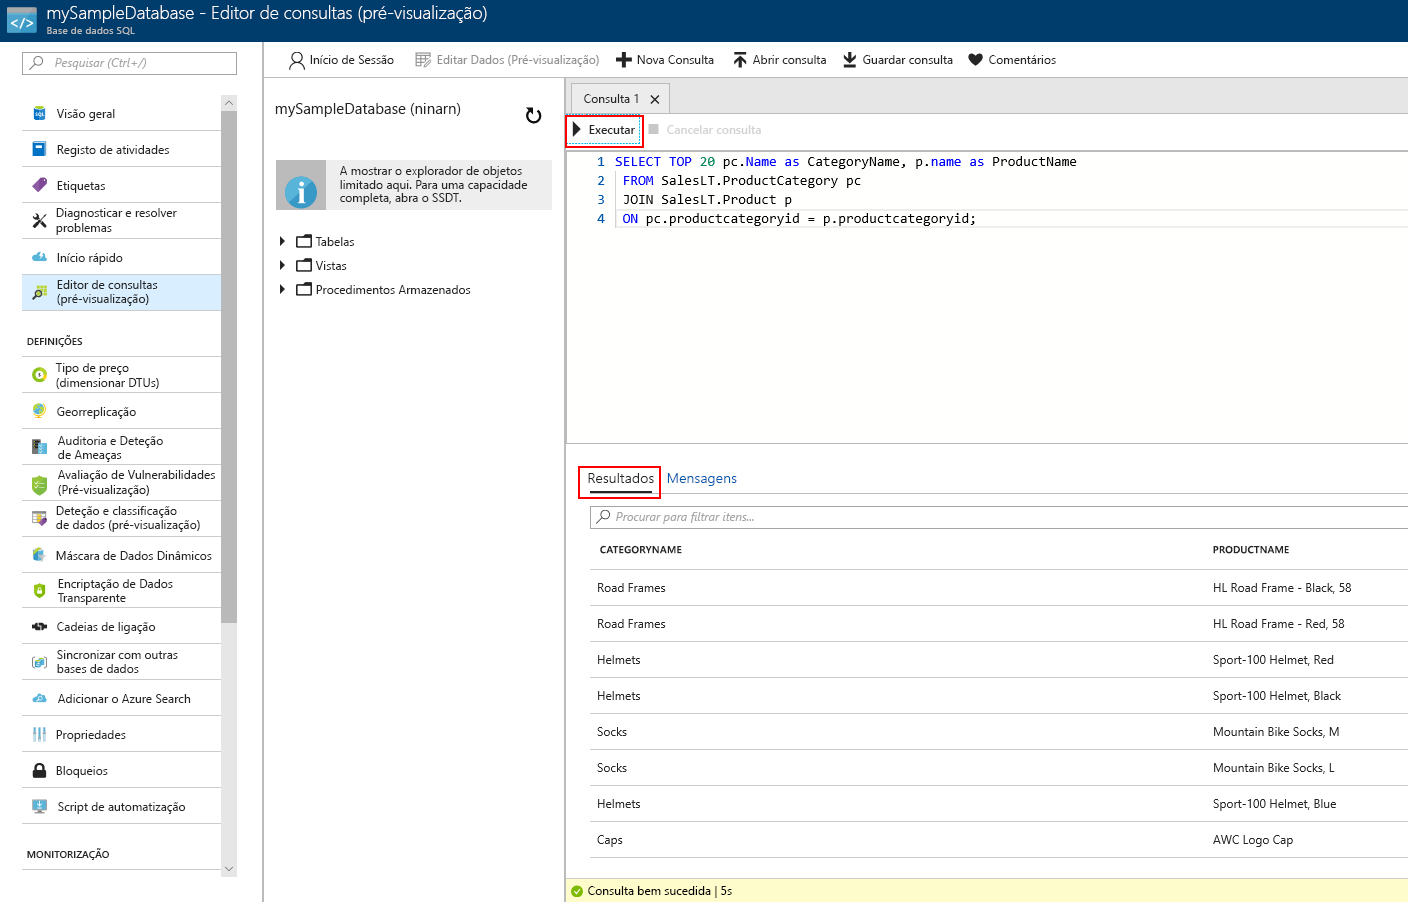 mySampleDatabase - Editor de consultas (pré-visualização)
Base de dados SQL
Pesquisar (Ctrl+/)
Visão geral
Registo de atividades
Etiquetas
Diagnosticar e resolver
problemas
Início rápido
Editor de consultas
(pré-visualização)
DEFINIÇÕES
Tipo de preço
(dimensionar DTUs)
Georreplicação
Auditoria e Deteção
de Ameaças
Avaliação de Vulnerabilidades
(Pré-visualização)
Deteção e classificação
de dados (pré-visualização)
Máscara de Dados Dinâmicos
Encriptação de Dados
Transparente
Cadeias de ligação
Sincronizar com outras
bases de dados
Adicionar o Azure Search
Propriedades
Bloqueios
Script de automatização
MONITORIZAÇÃO
Início de Sessão
Editar Dados (Pré-visualização)
Nova Consulta
Abrir consulta
Guardar consulta
Comentários
mySampleDatabase (ninarn)
A mostrar o explorador de objetos
limitado aqui. Para uma capacidade
completa, abra o SSDT.
Tabelas
Vistas
Procedimentos Armazenados
Consulta 1
Executar
Cancelar consulta
1 SELECT TOP 20 pc.Name as CategoryName, p.name as ProductName
2 FROM SalesLT.ProductCategory pc
3 JOIN SalesLT.Product p
4 ON pc.productcategoryid = p.productcategoryid;
Resultados Mensagens
Procurar para filtrar itens...
CATEGORYNAME PRODUCTNAME
Road Frames HL Road Frame - Black, 58
Road Frames HL Road Frame - Red, 58
Helmets Sport-100 Helmet, Red
Helmets Sport-100 Helmet, Black
Socks Mountain Bike Socks, M
Socks Mountain Bike Socks, L
Helmets Sport-100 Helmet, Blue
Caps AWC Logo Cap
Consulta bem sucedida | 5s